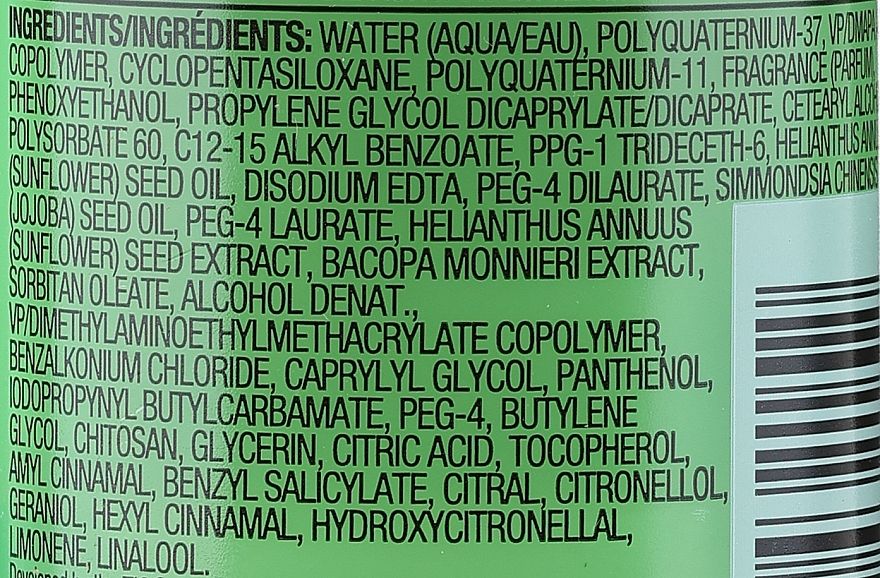 INGREDIENTS/INGRÉDIENTS: WATER (AQUA/EAU), POLYQUATERNIUM-37, VP/DMAPA
COPOLYMER, CYCLOPENTASILOXANE, POLYQUATERNIUM-11, FRAGRANCE (PARFUM)
PHENOXYETHANOL, PROPYLENE GLYCOL DICAPRYLATE/DICAPRATE, CETEARYL
POLYSORBATE 60, C12-15 ALKYL BENZOATE, PPG-1 TRIDECETH-6, HELIANTHUS
(SUNFLOWER) SEED OIL, DISODIUM EDTA, PEG-4 DILAURATE, SIMMONDSIA CHINENSIS
(JOJOBA) SEED OIL, PEG-4 LAURATE, HELIANTHUS ANNUUS
(SUNFLOWER) SEED EXTRACT, BACOPA MONNIERI EXTRACT,
SORBITAN OLEATE, ALCOHOL DENAT.,
VP/DIMETHYLAMINOETHYLMETHACRYLATE COPOLYMER,
BENZALKONIUM CHLORIDE, CAPRYLYL GLYCOL, PANTHENOL,
IODOPROPYNYL BUTYLCARBAMATE, PEG-4, BUTYLENE
GLYCOL, CHITOSAN, GLYCERIN, CITRIC ACID, TOCOPHEROL,
AMYL CINNAMAL, BENZYL SALICYLATE, CITRAL, CITRONELLOL,
GERANIOL, HEXYL CINNAMAL, HYDROXYCITRONELLAL,
LIMONENE, LINALOOL.